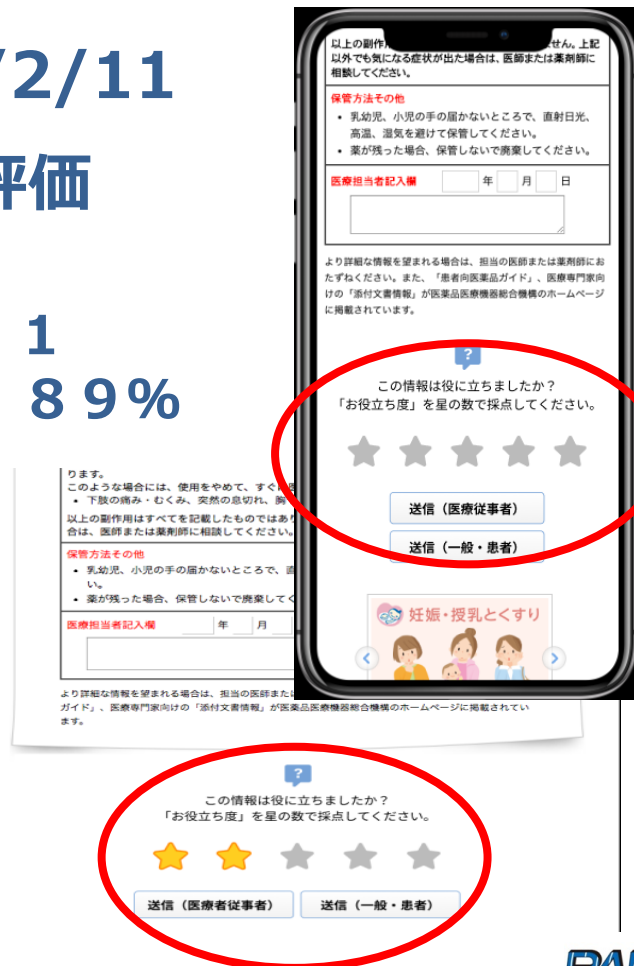 /2/11
評価
1
８９%
以上の副作用
せん。上記
以外でも気になる症状が出た場合は、医師または薬剤師に
相談してください。
保管方法その他
• 乳幼児、小児の手の届かないところで、直射日光、
高温、湿気を避けて保管してください。
• 薬が残った場合、保管しないで廃棄してください。
医療担当者記入欄 年 月 日
より詳細な情報を望まれる場合は、担当の医師または薬剤師にお
たずねください。また、「患者向医薬品ガイド」、医療専門家向
けの「添付文書情報」が医薬品医療機器総合機構のホームページ
に掲載されています。
?
この情報は役に立ちましたか?
「お役立ち度」を星の数で採点してください。
送信（医療従事者）
送信（一般・患者）
妊娠・授乳とくすり
ります。
このような場合には、使用をやめて、すぐに
• 下肢の痛み・むくみ、突然の息切れ、胸
以上の副作用はすべてを記載したものではあり
合は、医師または薬剤師に相談してください。
保管方法その他
• 乳幼児、小児の手の届かないところで、直
い。
• 薬が残った場合、保管しないで廃棄してく
医療担当者記入欄 年 月
より詳細な情報を望まれる場合は、担当の医師または
ガイド」、医療専門家向けの「添付文書情報」が医薬品医療機器総合機構のホームページに掲載されてい
ます。
?
この情報は役に立ちましたか?
「お役立ち度」を星の数で採点してください。
送信（医療者従事者）
送信（一般・患者）